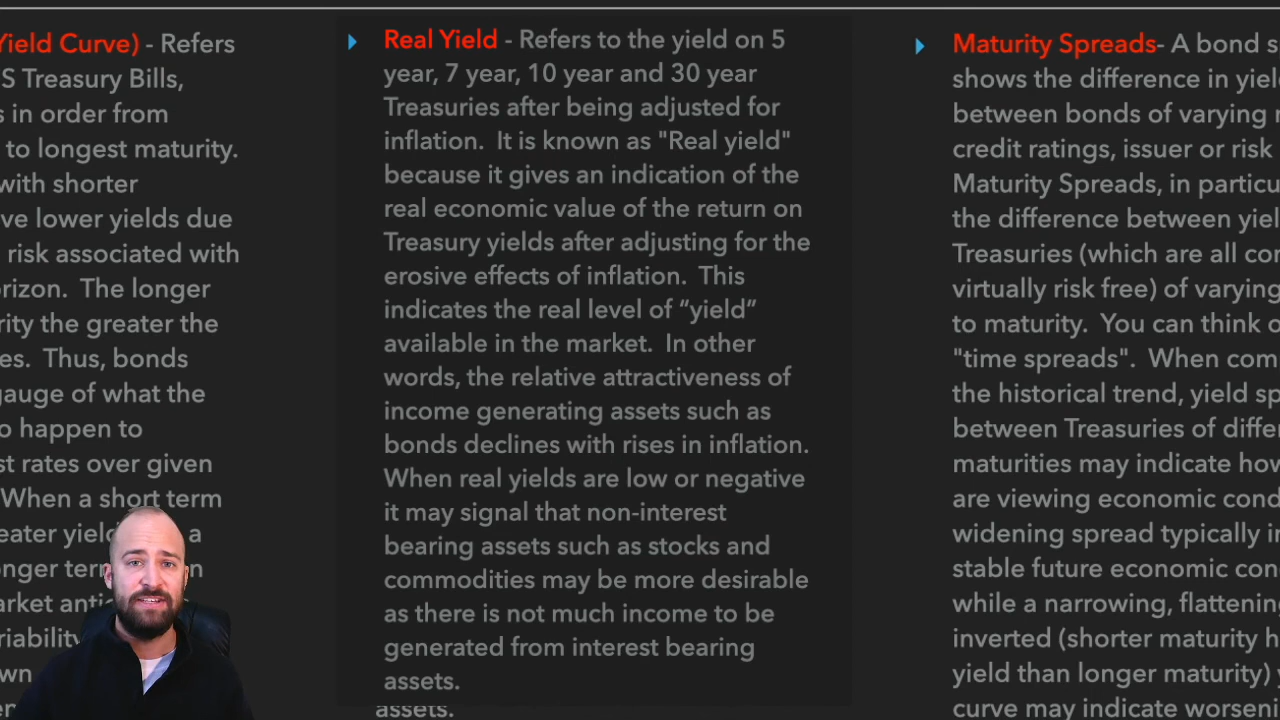 Yield Curve) - Refers
S Treasury Bills,
s in order from
to longest maturity.
with shorter
ve lower yields due
risk associated with
rizon. The longer
rity the greater the
es. Thus, bonds
gauge of what the
o happen to
st rates over given
When a short term
eater yield a
nger term n
arket antic
riability
wn
Real Yield - Refers to the yield on 5
year, 7 year, 10 year and 30 year
Treasuries after being adjusted for
inflation. It is known as "Real yield"
because it gives an indication of the
real economic value of the return on
Treasury yields after adjusting for the
erosive effects of inflation. This
indicates the real level of “yield”
available in the market. In other
words, the relative attractiveness of
income generating assets such as
bonds declines with rises in inflation.
When real yields are low or negative
it may signal that non-interest
bearing assets such as stocks and
commodities may be more desirable
as there is not much income to be
generated from interest bearing
assets.
assets.
Maturity Spreads- A bond s
shows the difference in yiel
between bonds of varying
credit ratings, issuer or risk
Maturity Spreads, in particu
the difference between yiel
Treasuries (which are all con
virtually risk free) of varying
to maturity. You can think o
"time spreads". When com
the historical trend, yield sp
between Treasuries of differ
maturities may indicate how
are viewing economic cond
widening spread typically in
stable future economic con
while a narrowing, flattenin
inverted (shorter maturity h
yield than longer maturity) y
curve may indicate worseni